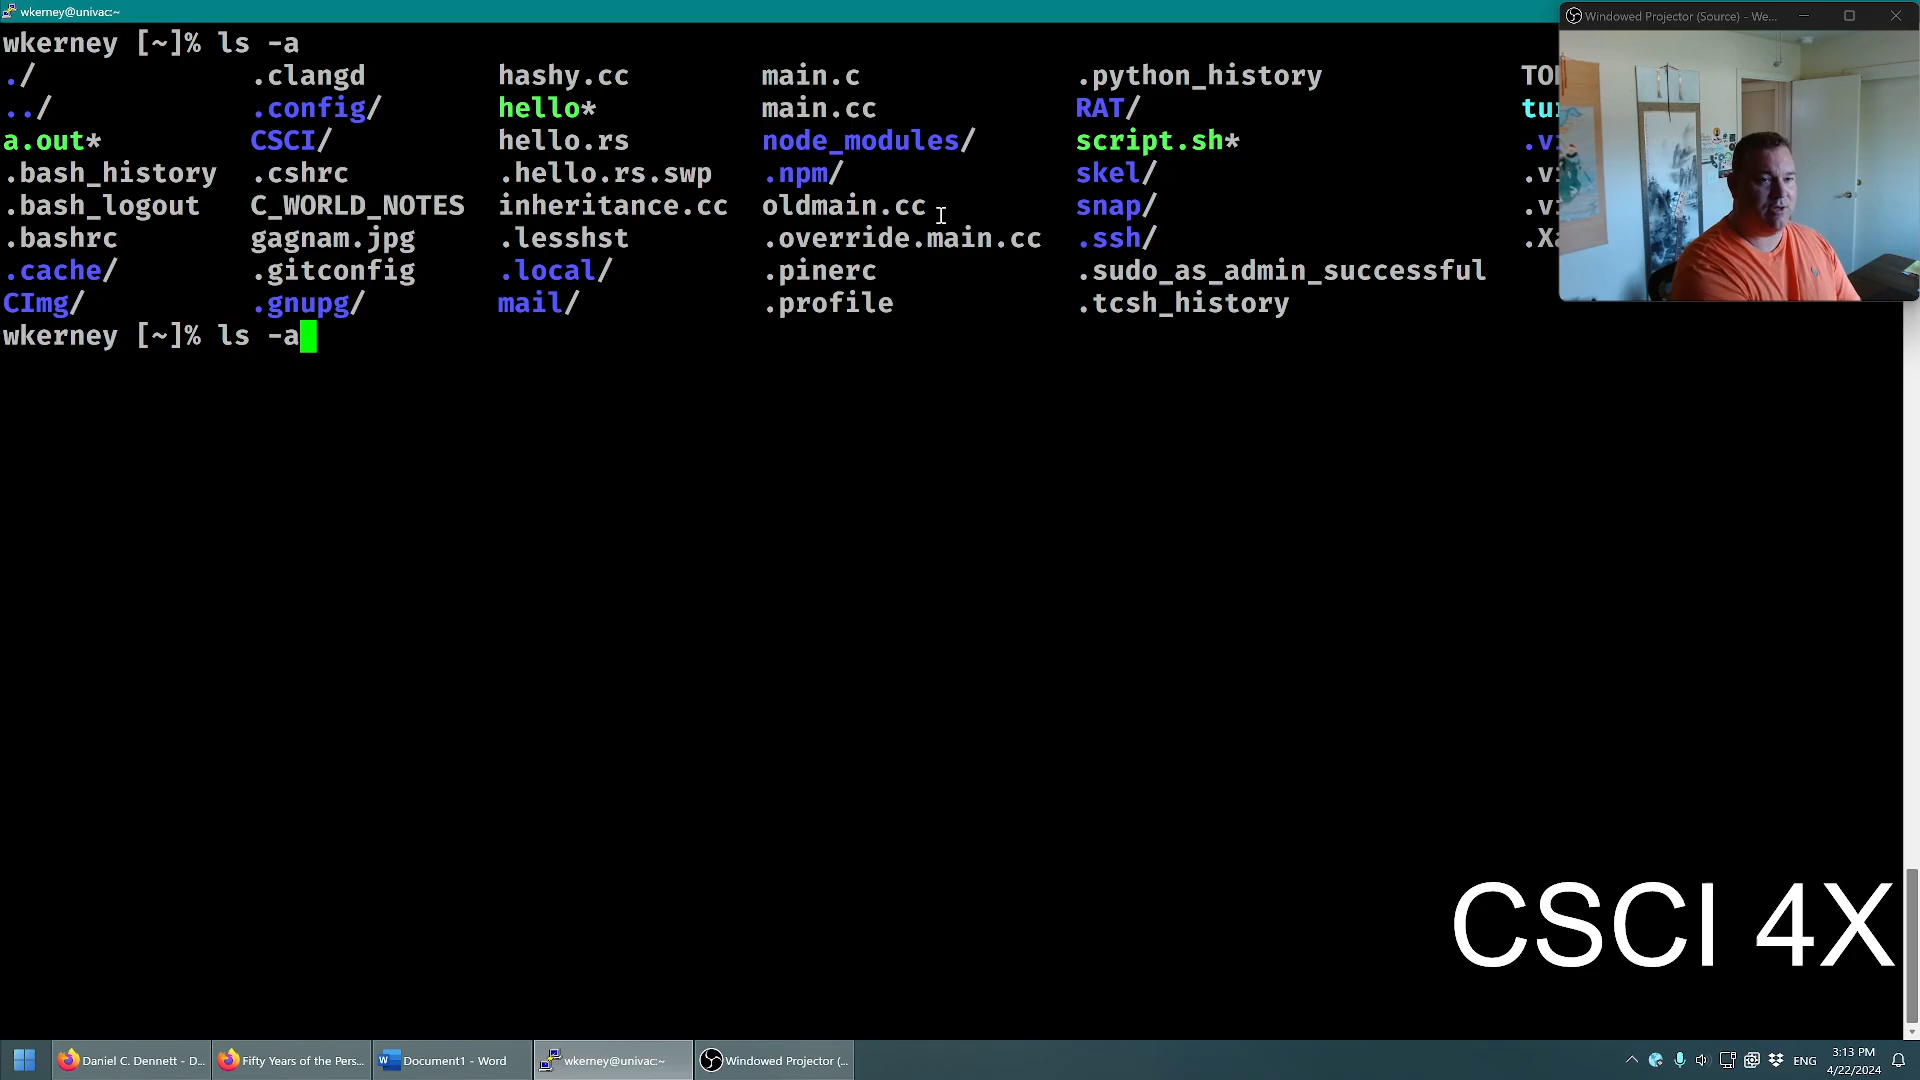 wkerney@univac:~
Windowed Projector (Source) - We...
wkerney [~]% ls -a
./ .clangd hashy.cc main.c .python_history
../ .config/ hello* main.cc RAT/
a.out* CSCI/ hello.rs node_modules/ script.sh*
.bash_history .cshrc .hello.rs.swp .npm/ skel/
.bash_logout C_WORLD_NOTES inheritance.cc oldmain.cc snap/
.bashrc gagnam.jpg .lesshst .override.main.cc .ssh/
.cache/ .gitconfig .local/ .pinerc .sudo_as_admin_successful
CImg/ .gnupg/ mail/ .profile .tcsh_history
wkerney [~]% ls -a
CSCI 4X
Daniel C. Dennett - D... Fifty Years of the Pers... Document1 - Word wkerney@univac:~ Windowed Projector (... ENG 3:13 PM
4/22/2024